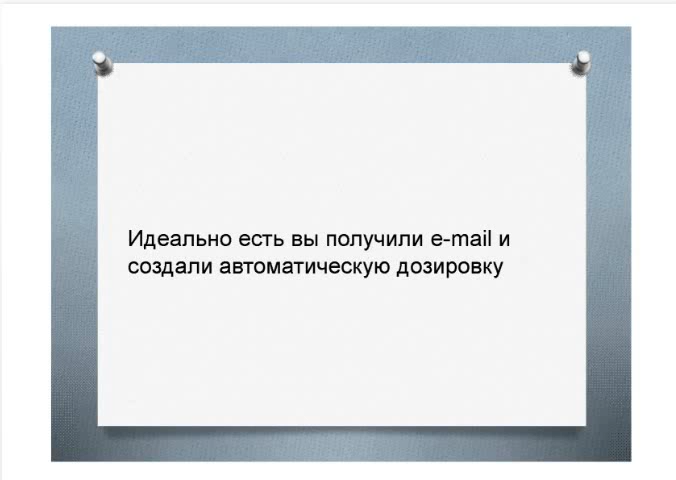 Идеально есть вы получили e-mail и
создали автоматическую дозировку